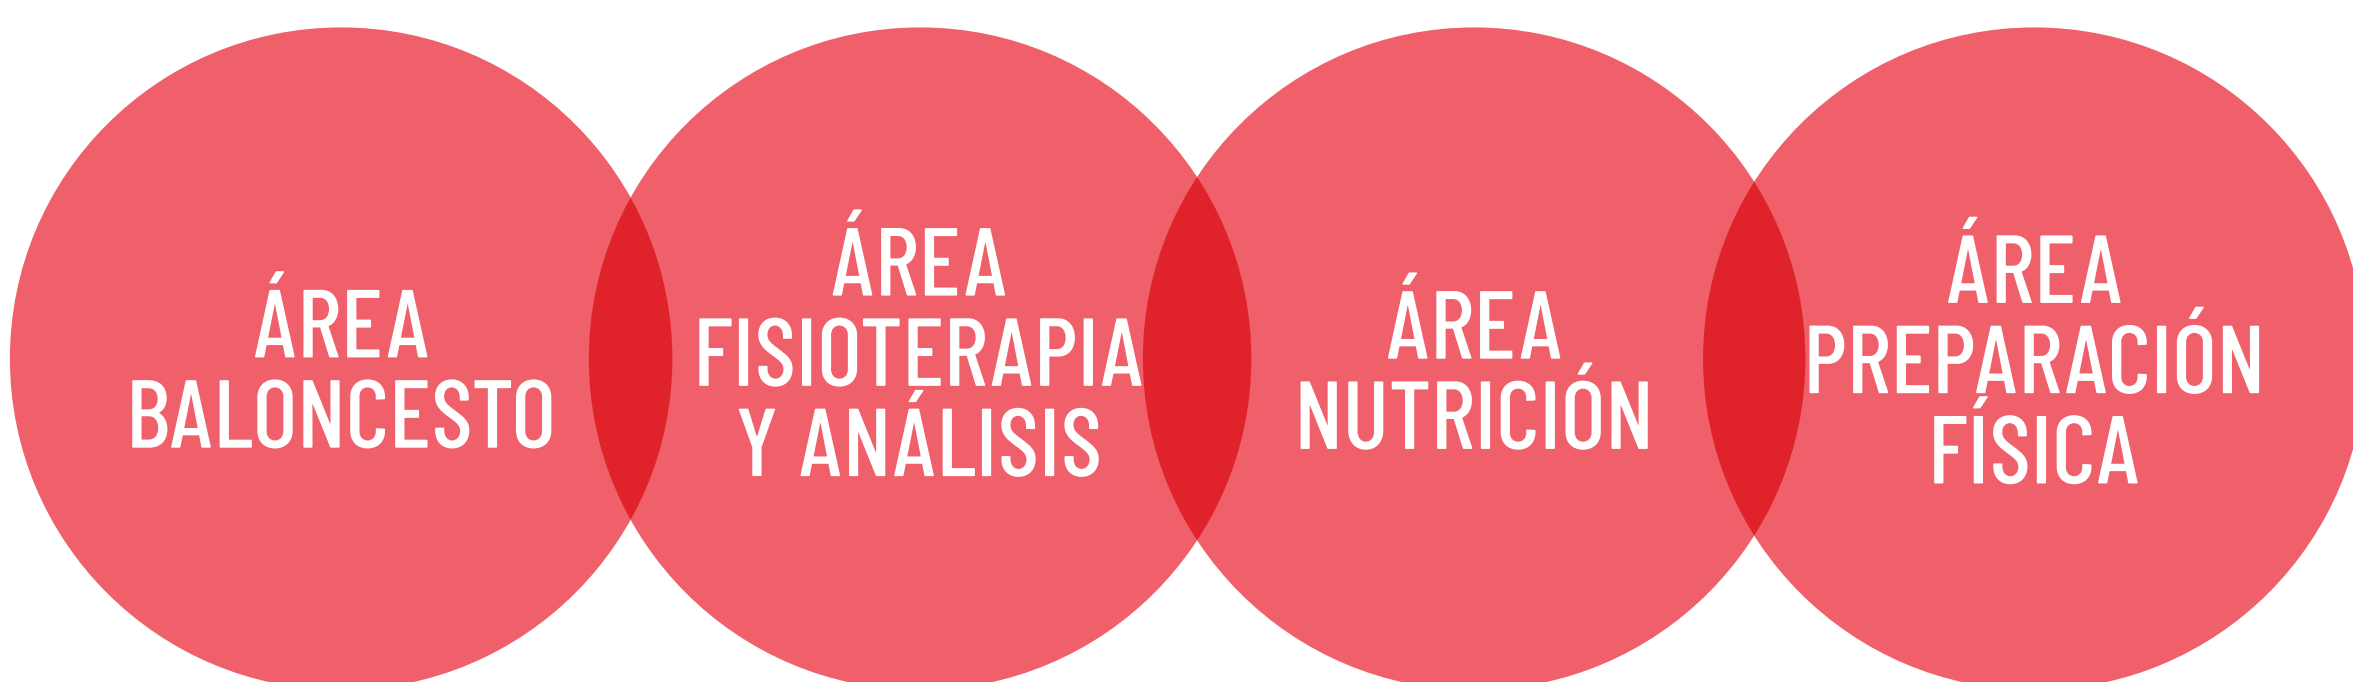 ÁREA
BALONCESTO
ÁREA
FISIOTERAPIA
Y ANÁLISIS
ÁREA
NUTRICIÓN
ÁREA
PREPARACIÓN
FÍSICA